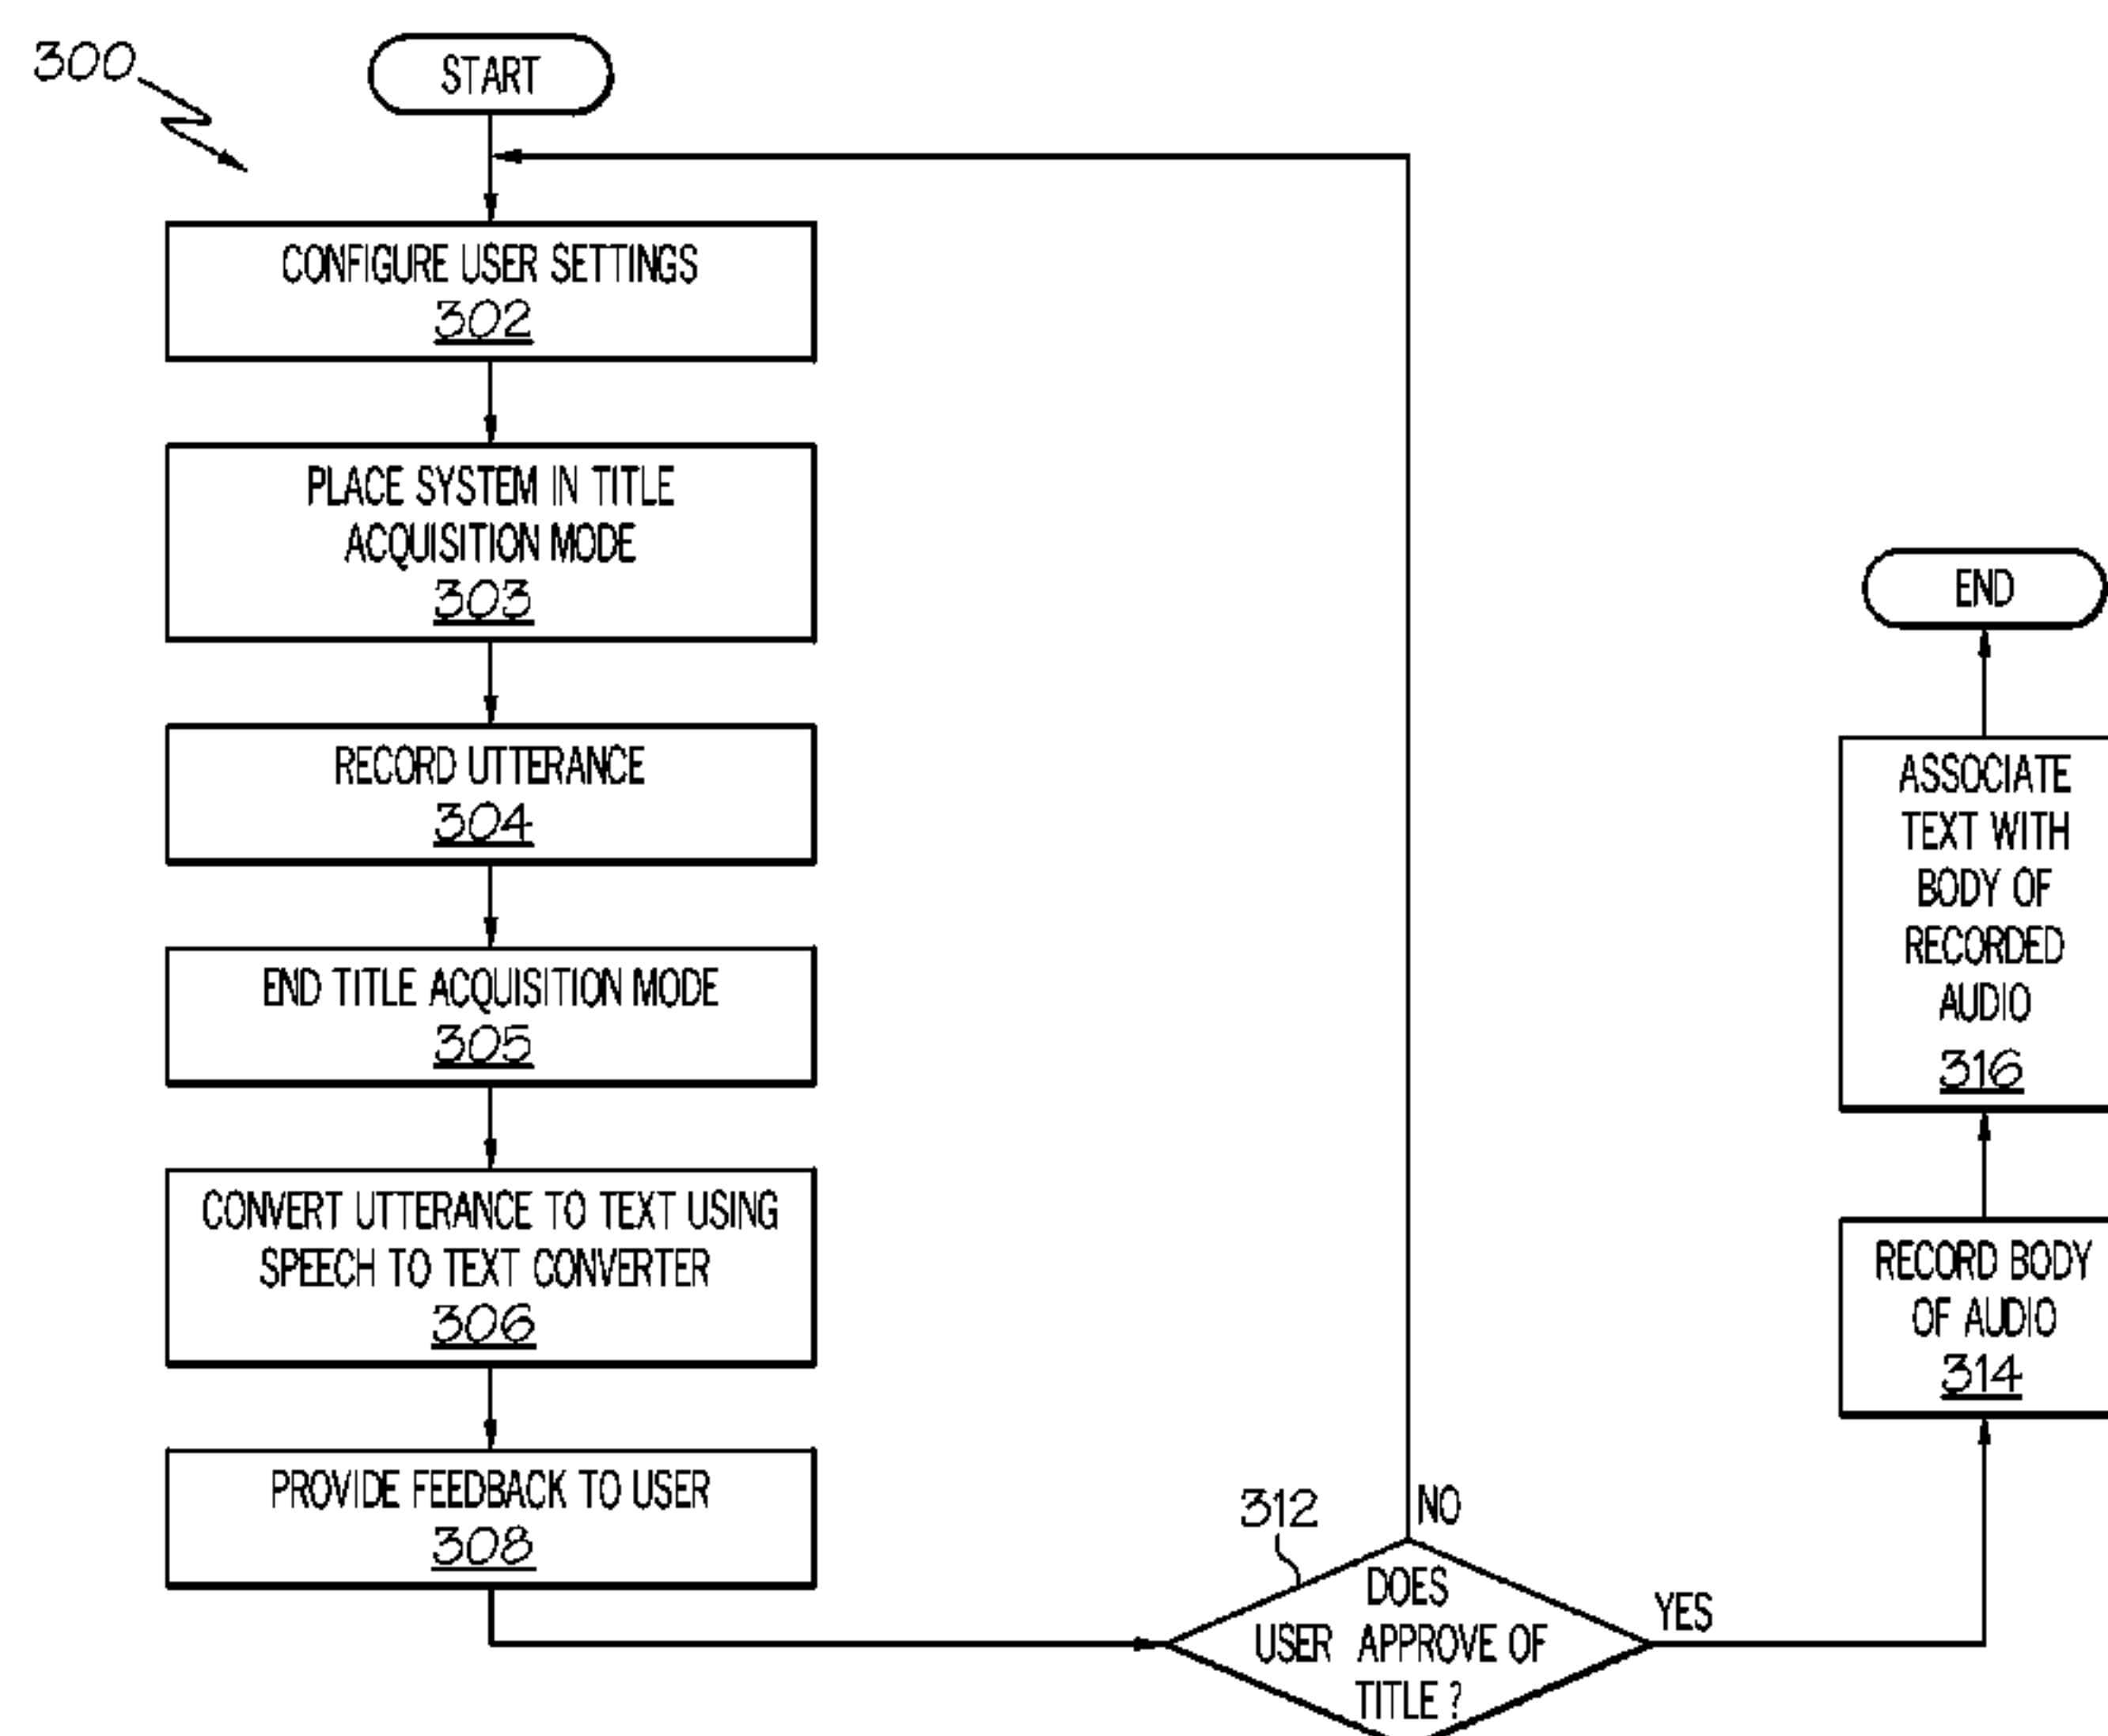 300
START
CONFIGURE USER SETTINGS
302
PLACE SYSTEM IN TITLE
ACQUISITION MODE
303
RECORD UTTERANCE
304
END TITLE ACQUISITION MODE
305
CONVERT UTTERANCE TO TEXT USING
SPEECH TO TEXT CONVERTER
306
PROVIDE FEEDBACK TO USER
308
312
DOES
USER APPROVE OF
TITLE?
NO
YES
RECORD BODY
OF AUDIO
314
ASSOCIATE
TEXT WITH
BODY OF
RECORDED
AUDIO
316
END